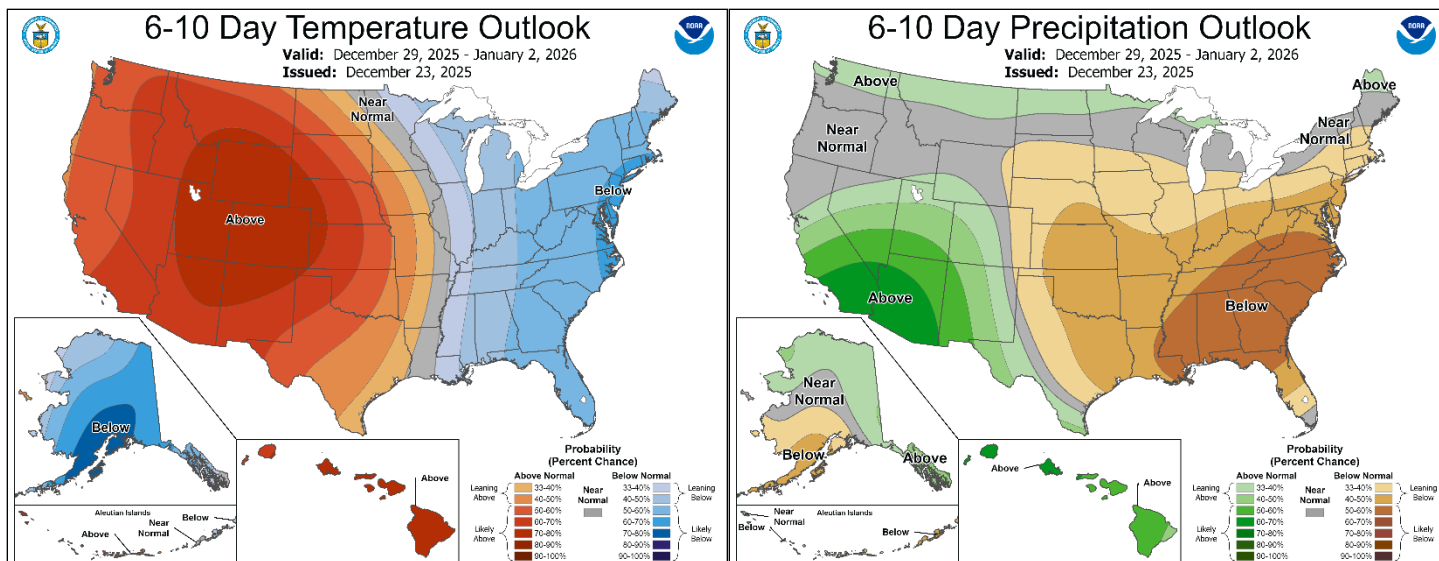 6-10 Day Temperature Outlook
Valid: December 29, 2025 - January 2, 2026
Issued: December 23, 2025
NOAA
Near
Normal
Above
Below
Below
Aleutian Islands
Above
Near
Normal
Below
Above
Probability
(Percent Chance)
Above Normal
Below Normal
Near
Normal
Leaning
Above
Likely
Above
33-40%
40-50%
50-60%
60-70%
70-80%
80-90%
90-100%
33-40%
40-50%
50-60%
60-70%
70-80%
80-90%
90-100%
Leaning
Below
Likely
Below
6-10 Day Precipitation Outlook
Valid: December 29, 2025 - January 2, 2026
Issued: December 23, 2025
NOAA
Above
Above
Near
Normal
Near
Normal
Above
Below
Near
Normal
Below
Above
Aleutian Islands
Near
Normal
Below
Below
Above
Above
Probability
(Percent Chance)
Above Normal
Below Normal
Near
Normal
Leaning
Above
Likely
Above
33-40%
40-50%
50-60%
60-70%
70-80%
80-90%
90-100%
33-40%
40-50%
50-60%
60-70%
70-80%
80-90%
90-100%
Leaning
Below
Likely
Below